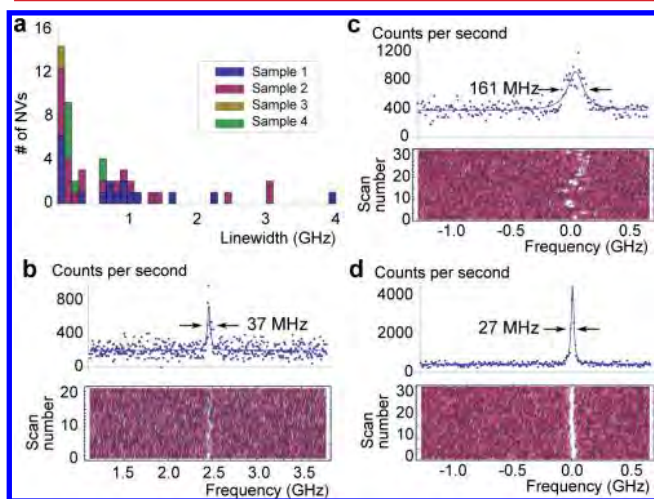 a
# of NVs
16
12
8
4
0
Sample 1
Sample 2
Sample 3
Sample 4
1 2 3 4
Linewidth (GHz)
b Counts per second
800
400
0
37 MHz
Scan number
20
10
0
1.5 2.0 2.5 3.0 3.5
Frequency (GHz)
c Counts per second
1200
800
400
0
161 MHz
Scan number
30
20
10
0
-1.0 -0.5 0.0 0.5
Frequency (GHz)
d Counts per second
4000
2000
0
27 MHz
Scan number
30
20
10
0
-1.0 -0.5 0.0 0.5
Frequency (GHz)